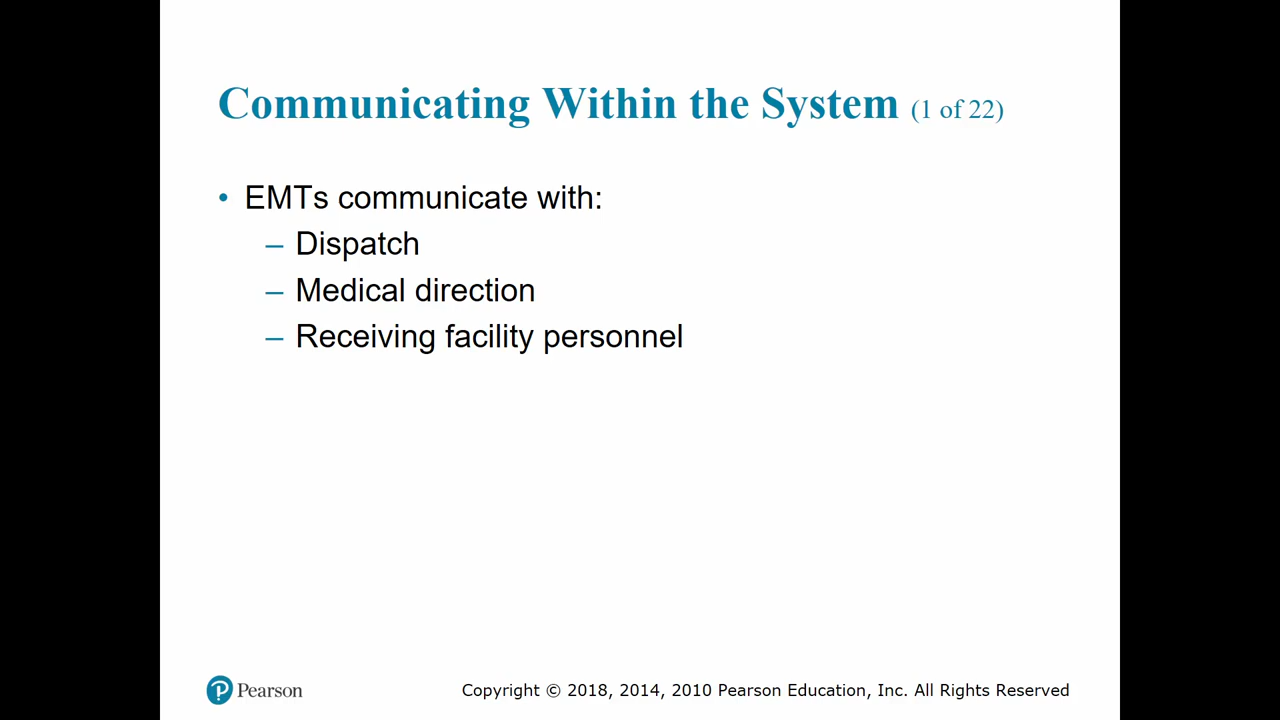 Communicating Within the System (1 of 22)
• EMTs communicate with:
– Dispatch
– Medical direction
– Receiving facility personnel
Pearson
Copyright © 2018, 2014, 2010 Pearson Education, Inc. All Rights Reserved